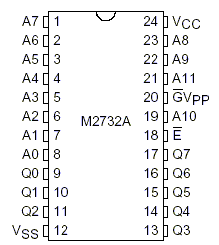 A7 1 24 VCC
A6 2 23 A8
A5 3 22 A9
A4 4 21 A11
A3 5 20 G̅VPP
A2 6 M2732A 19 A10
A1 7 18 E̅
A0 8 17 Q7
Q0 9 16 Q6
Q1 10 15 Q5
Q2 11 14 Q4
VSS 12 13 Q3